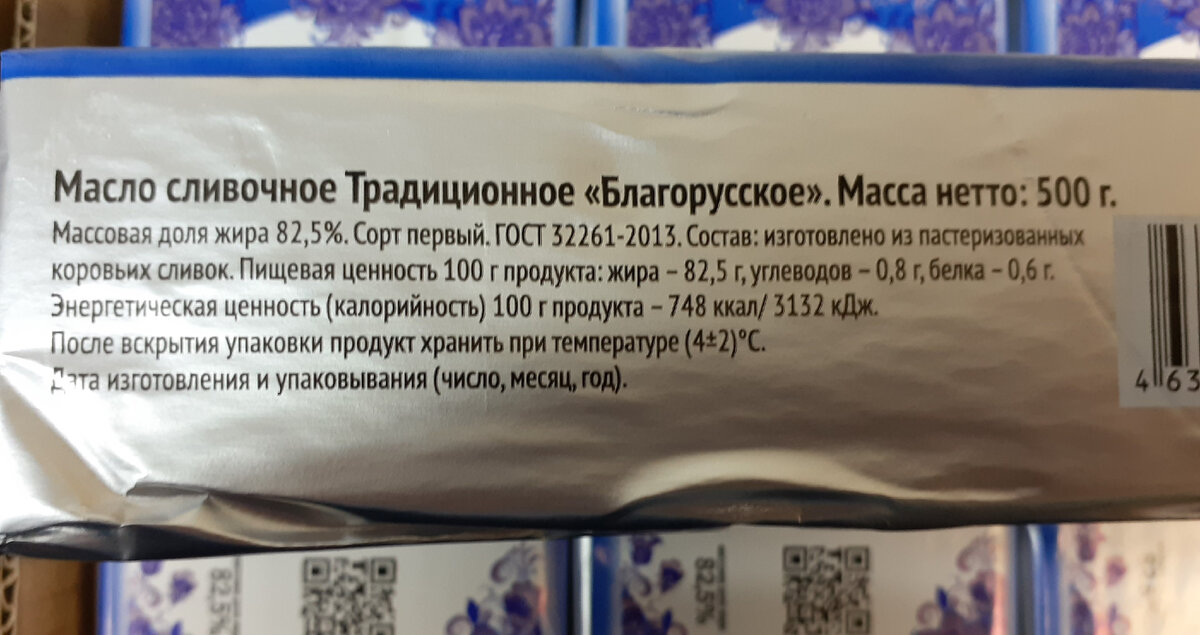 Масло сливочное Традиционное «Благорусское». Масса нетто: 500 г.
Массовая доля жира 82,5%. Сорт первый. ГОСТ 32261-2013. Состав: изготовлено из пастеризованных
коровьих сливок. Пищевая ценность 100 г продукта: жира – 82,5 г, углеводов – 0,8 г, белка – 0,6 г.
Энергетическая ценность (калорийность) 100 г продукта – 748 ккал/ 3132 кДж.
После вскрытия упаковки продукт хранить при температуре (4±2)°С.
Дата изготовления и упаковывания (число, месяц, год).
4 63
82,5%
82,5%